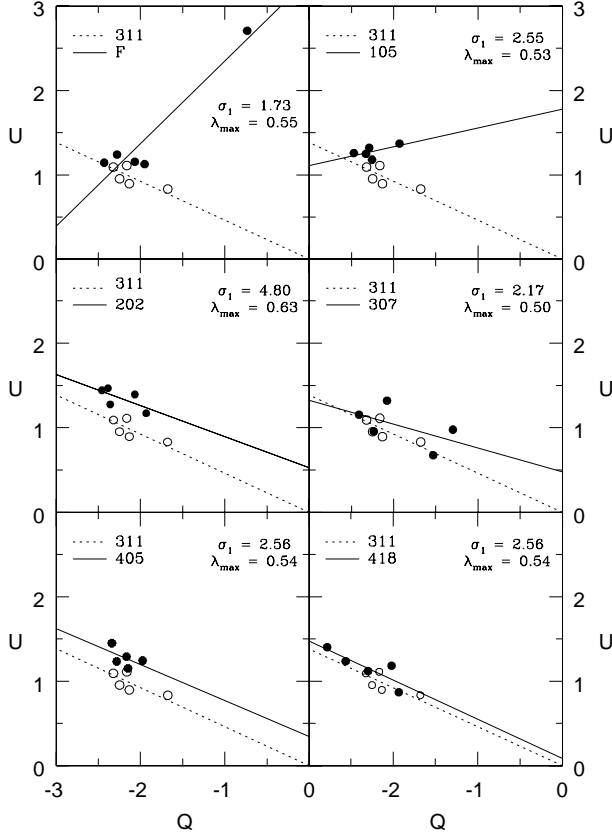 3
3
311
F
σ1 = 1.73
λmax = 0.55
311
105
σ1 = 2.55
λmax = 0.53
2
2
U
U
1
1
0
0
311
202
σ1 = 4.80
λmax = 0.63
311
307
σ1 = 2.17
λmax = 0.50
2
2
U
U
1
1
0
0
311
405
σ1 = 2.56
λmax = 0.54
311
418
σ1 = 2.56
λmax = 0.54
2
2
U
U
1
1
0
0
-3 -2 -1 0 -2 -1 0
Q Q